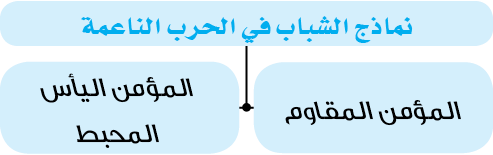 نماذج الشباب في الحرب الناعمة
المؤمن المقاوم
المؤمن اليأس
المحبط